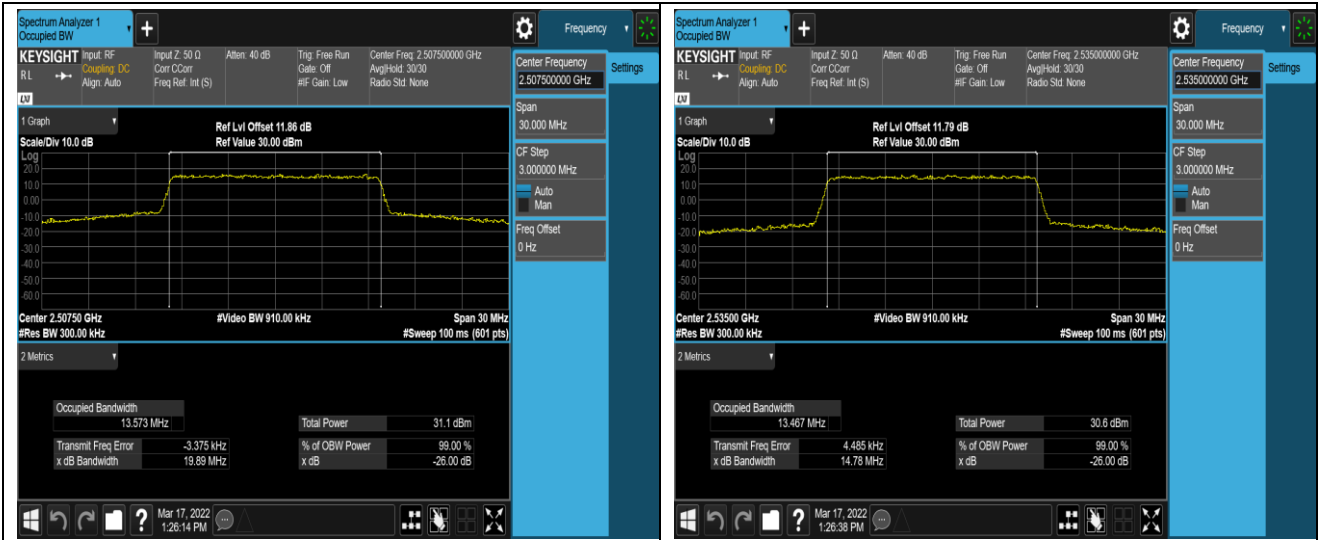 Spectrum Analyzer 1
Occupied BW
+
Frequency
KEYSIGHT Input: RF Input Z: 50 Ω Atten: 40 dB Trig: Free Run Center Freq: 2.507500000 GHz
RL Coupling: DC Corr CCorr Gate: Off Avg|Hold: 30/30
Align: Auto Freq Ref: Int (S) #IF Gain: Low Radio Std: None
LXI
Center Frequency
2.507500000 GHz
Settings
Span
30.000 MHz
CF Step
3.000000 MHz
Auto
Man
Freq Offset
0 Hz
1 Graph
Ref Lvl Offset 11.86 dB
Scale/Div 10.0 dB Ref Value 30.00 dBm
Log
20.0
10.0
0.00
-10.0
-20.0
-30.0
-40.0
-50.0
-60.0
Center 2.50750 GHz #Video BW 910.00 kHz Span 30 MHz
#Res BW 300.00 kHz #Sweep 100 ms (601 pts)
2 Metrics
Occupied Bandwidth
13.573 MHz Total Power 31.1 dBm
Transmit Freq Error -3.375 kHz % of OBW Power 99.00 %
x dB Bandwidth 19.89 MHz x dB -26.00 dB
? Mar 17, 2022
1:26:14 PM
Spectrum Analyzer 1
Occupied BW
+
Frequency
KEYSIGHT Input: RF Input Z: 50 Ω Atten: 40 dB Trig: Free Run Center Freq: 2.535000000 GHz
RL Coupling: DC Corr CCorr Gate: Off Avg|Hold: 30/30
Align: Auto Freq Ref: Int (S) #IF Gain: Low Radio Std: None
LXI
Center Frequency
2.535000000 GHz
Settings
Span
30.000 MHz
CF Step
3.000000 MHz
Auto
Man
Freq Offset
0 Hz
1 Graph
Ref Lvl Offset 11.79 dB
Scale/Div 10.0 dB Ref Value 30.00 dBm
Log
20.0
10.0
0.00
-10.0
-20.0
-30.0
-40.0
-50.0
-60.0
Center 2.53500 GHz #Video BW 910.00 kHz Span 30 MHz
#Res BW 300.00 kHz #Sweep 100 ms (601 pts)
2 Metrics
Occupied Bandwidth
13.467 MHz Total Power 30.6 dBm
Transmit Freq Error 4.485 kHz % of OBW Power 99.00 %
x dB Bandwidth 14.78 MHz x dB -26.00 dB
? Mar 17, 2022
1:26:38 PM